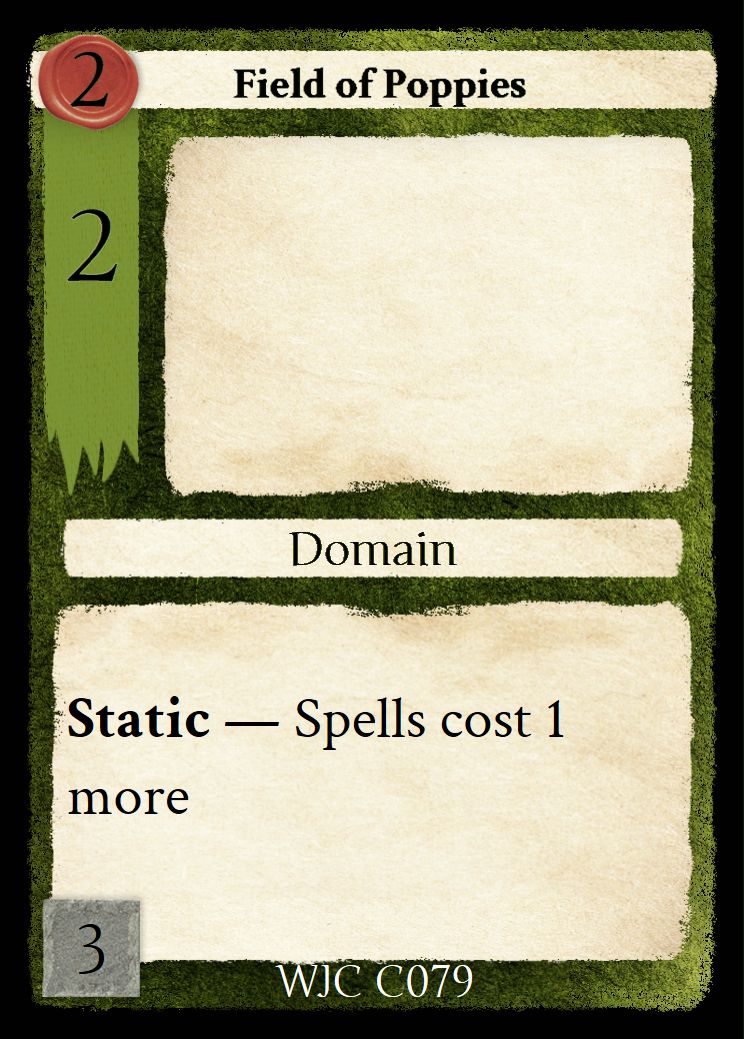 2
Field of Poppies
2
Domain
Static — Spells cost 1
more
3
WJC C079